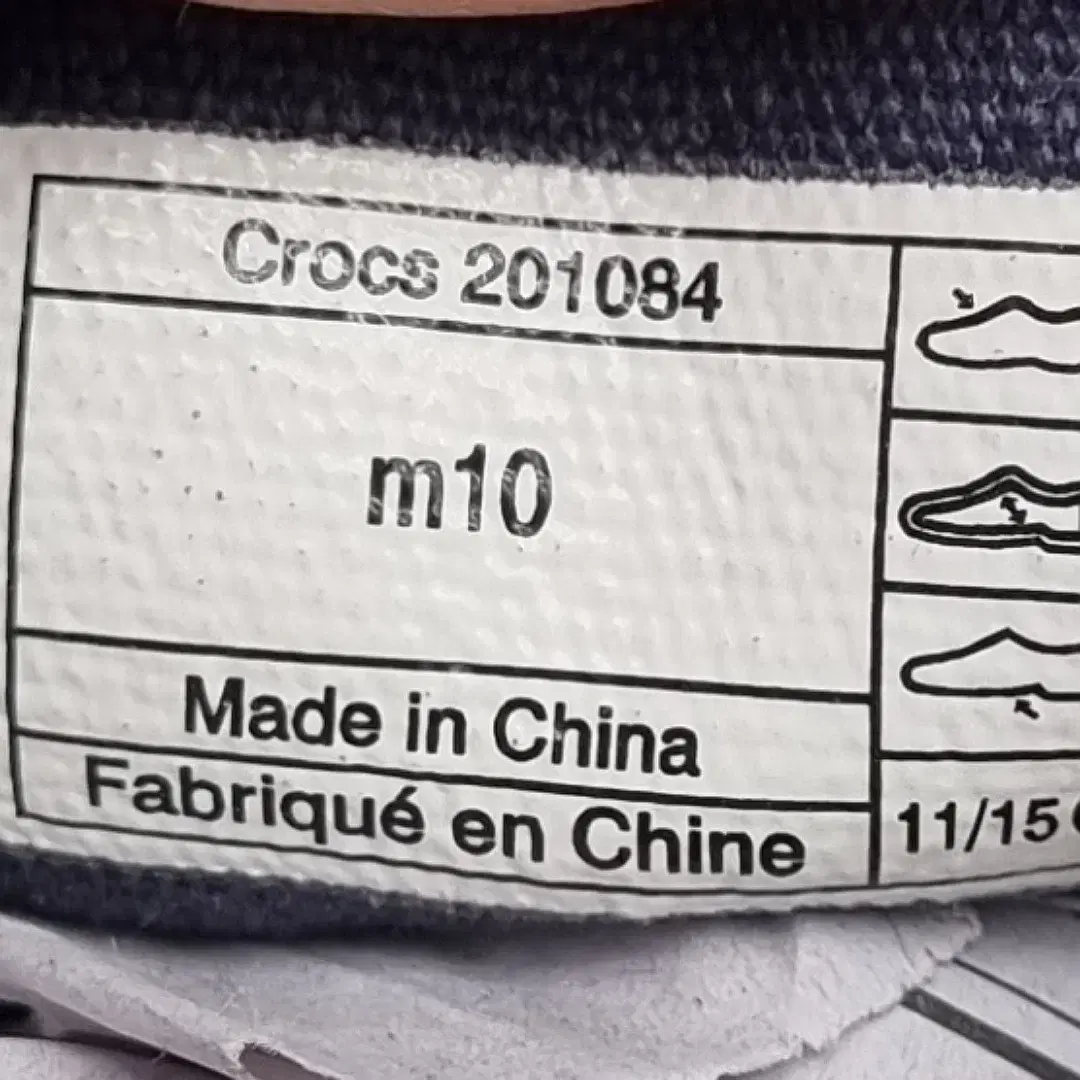 Crocs 201084
m10
Made in China
Fabriqué en Chine
11/15